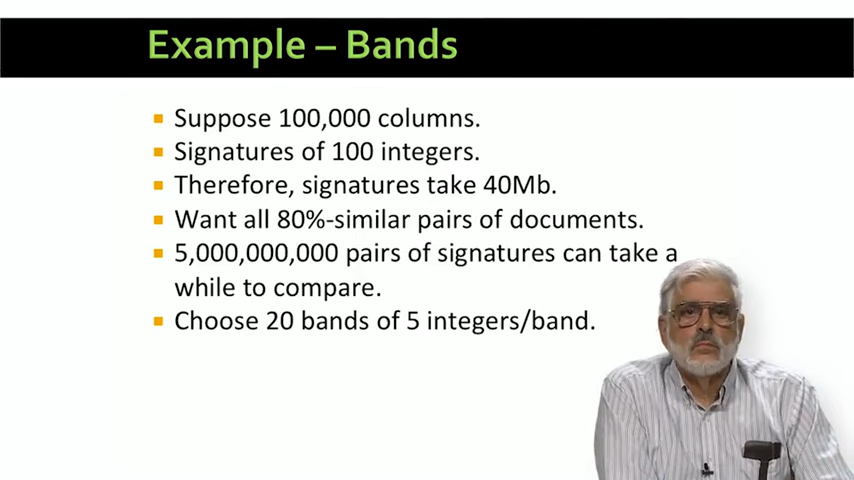 Example – Bands
Suppose 100,000 columns.
Signatures of 100 integers.
Therefore, signatures take 40Mb.
Want all 80%-similar pairs of documents.
5,000,000,000 pairs of signatures can take a
while to compare.
Choose 20 bands of 5 integers/band.